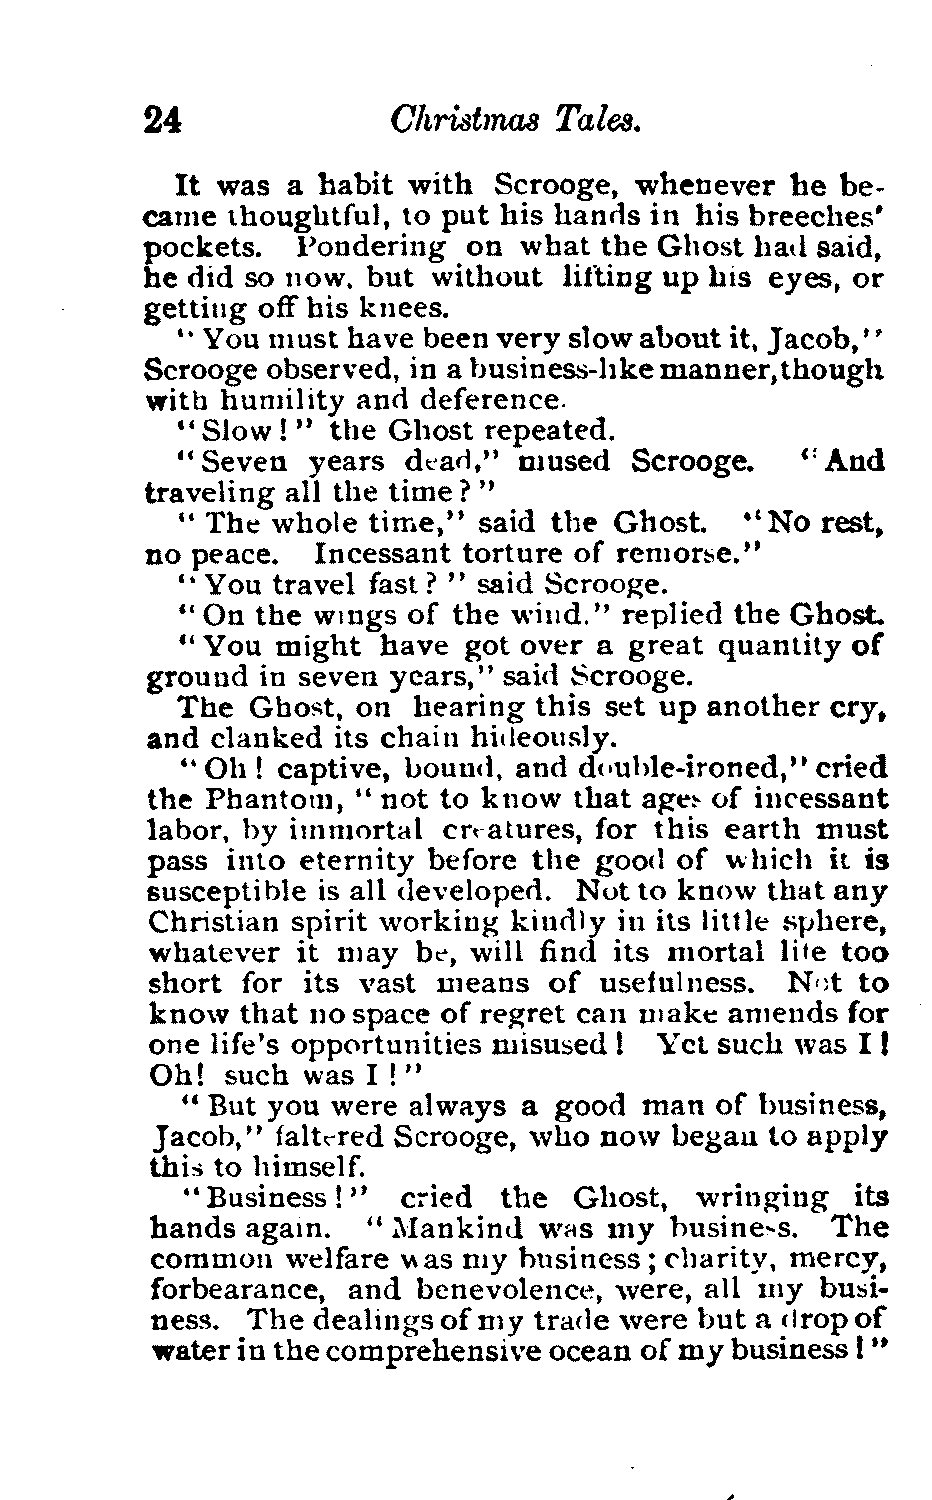 24 Christmas Tales.
It was a habit with Scrooge, whenever he be-
came thoughtful, to put his hands in his breeches'
pockets. Pondering on what the Ghost had said,
he did so now, but without lifting up his eyes, or
getting off his knees.
"You must have been very slow about it, Jacob,"
Scrooge observed, in a business-like manner, though
with humility and deference.
"Slow!" the Ghost repeated.
"Seven years dead," mused Scrooge. "And
traveling all the time?"
"The whole time," said the Ghost. "No rest,
no peace. Incessant torture of remorse."
"You travel fast?" said Scrooge.
"On the wings of the wind." replied the Ghost.
"You might have got over a great quantity of
ground in seven years," said Scrooge.
The Ghost, on hearing this set up another cry,
and clanked its chain hideously.
"Oh! captive, bound, and double-ironed," cried
the Phantom, "not to know that ages of incessant
labor, by immortal creatures, for this earth must
pass into eternity before the good of which it is
susceptible is all developed. Not to know that any
Christian spirit working kindly in its little sphere,
whatever it may be, will find its mortal life too
short for its vast means of usefulness. Not to
know that no space of regret can make amends for
one life's opportunities misused! Yet such was I!
Oh! such was I!"
"But you were always a good man of business,
Jacob," faltered Scrooge, who now began to apply
this to himself.
"Business!" cried the Ghost, wringing its
hands again. "Mankind was my business. The
common welfare was my business; charity, mercy,
forbearance, and benevolence, were, all my busi-
ness. The dealings of my trade were but a drop of
water in the comprehensive ocean of my business!"